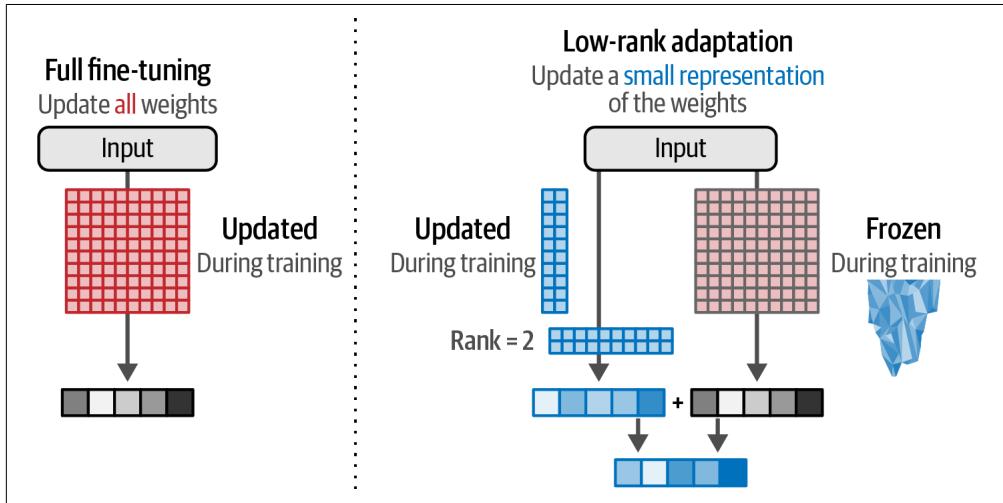 Full fine-tuning
Update all weights
Input
Updated
During training
Low-rank adaptation
Update a small representation
of the weights
Input
Updated
During training
Rank = 2
Frozen
During training
+